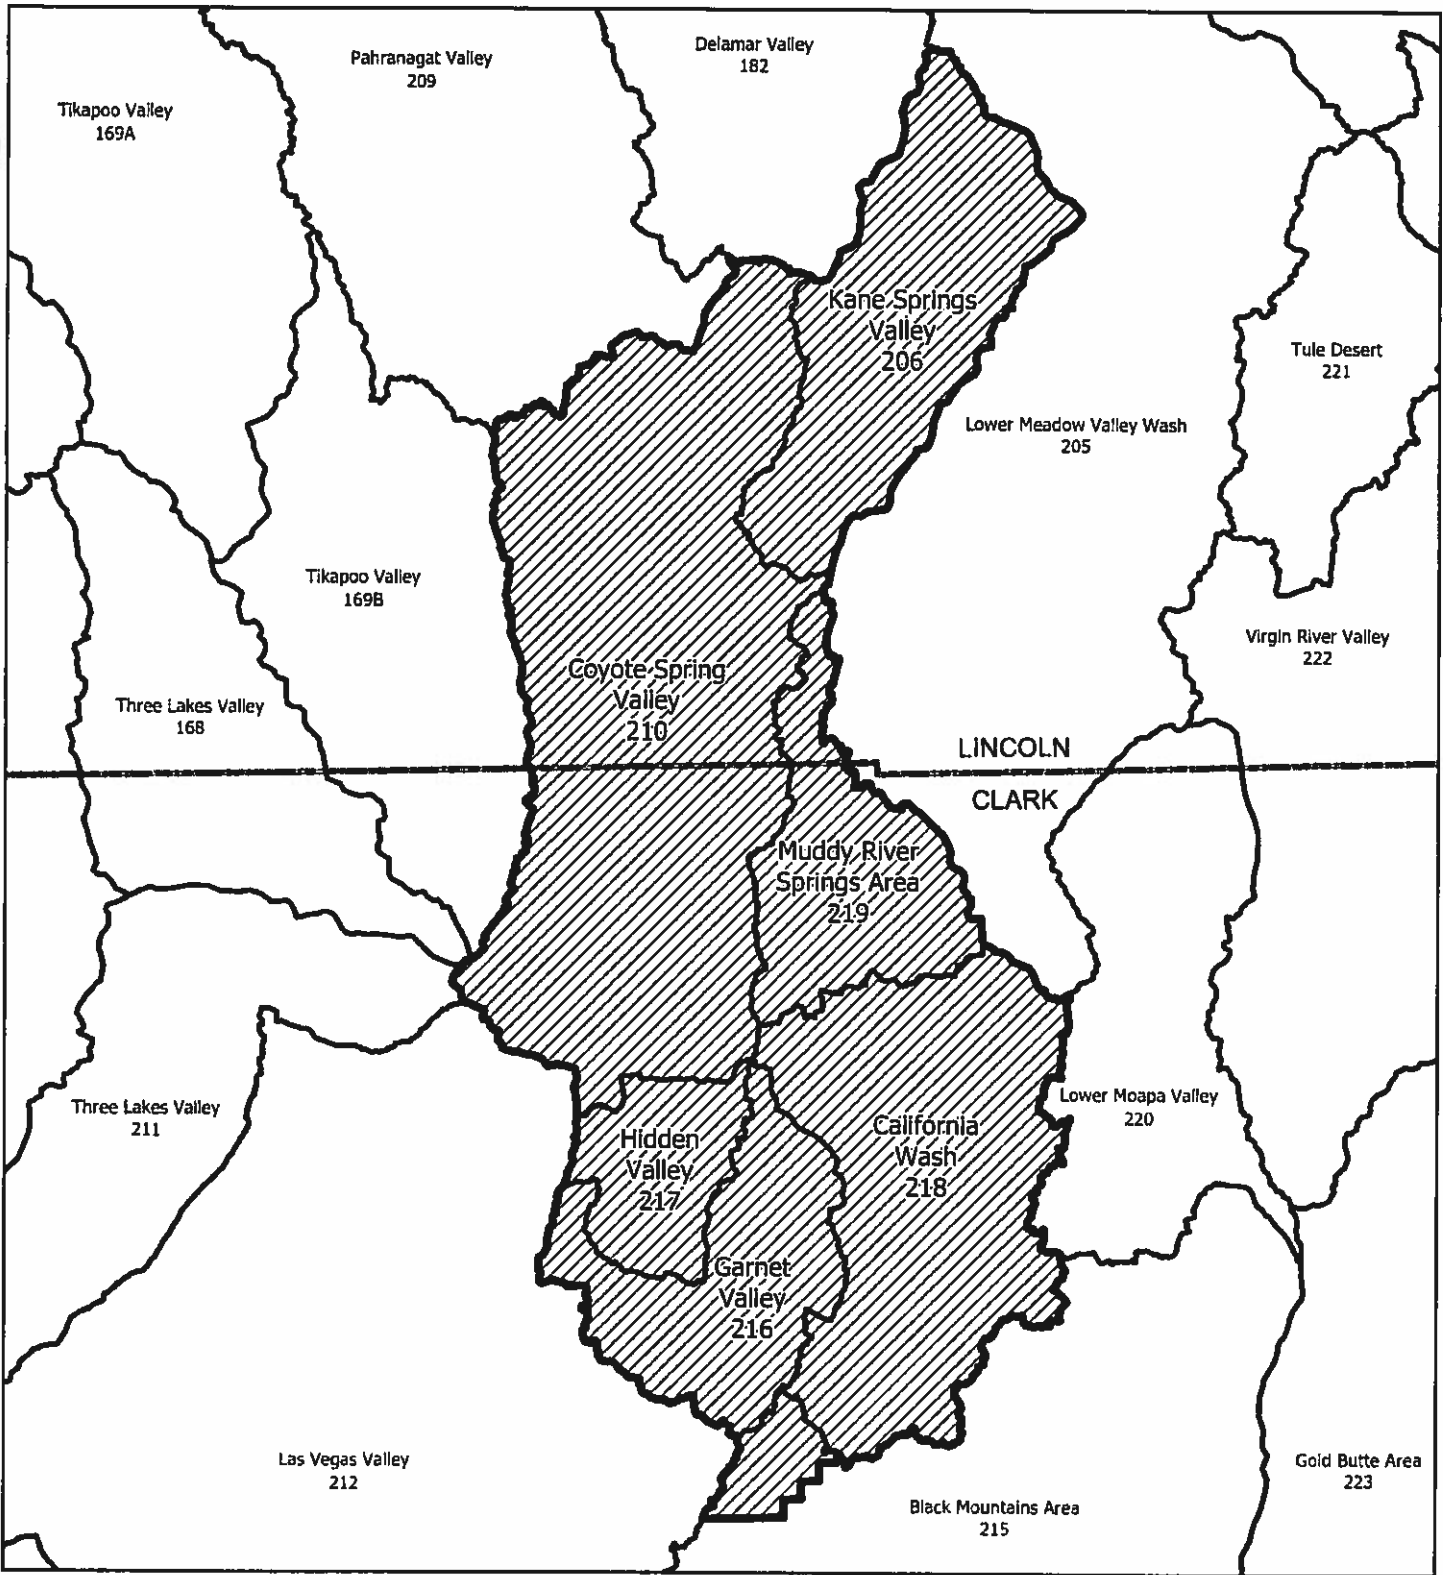 Pahranagat Valley
209
Delamar Valley
182
Tikapoo Valley
169A
Kane Springs
Valley
206
Tule Desert
221
Lower Meadow Valley Wash
205
Tikapoo Valley
169B
Virgin River Valley
222
Coyote Spring
Valley
210
Three Lakes Valley
168
LINCOLN
CLARK
Muddy River
Springs Area
219
Three Lakes Valley
211
Lower Moapa Valley
220
California
Wash
218
Hidden
Valley
217
Garnet
Valley
216
Las Vegas Valley
212
Gold Butte Area
223
Black Mountains Area
215